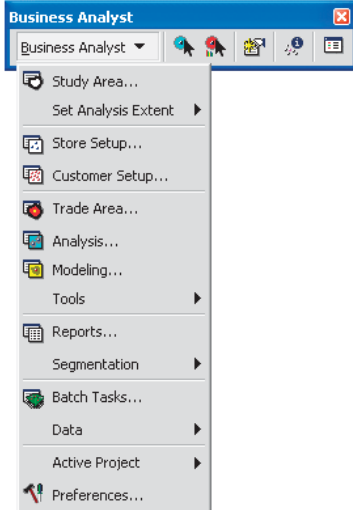 Business Analyst
Business Analyst
Study Area...
Set Analysis Extent
Store Setup...
Customer Setup...
Trade Area...
Analysis...
Modeling...
Tools
Reports...
Segmentation
Batch Tasks...
Data
Active Project
Preferences...